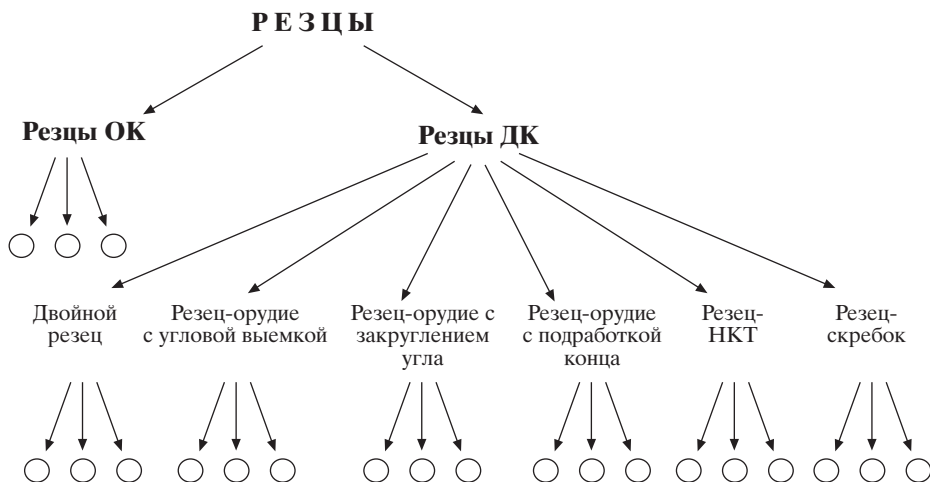 РЕЗЦЫ
Резцы ОК
Резцы ДК
Двойной
резец
Резец-орудие
с угловой выемкой
Резец-орудие с
закруглением
угла
Резец-орудие
с подработкой
конца
Резец-
НКТ
Резец-
скребок